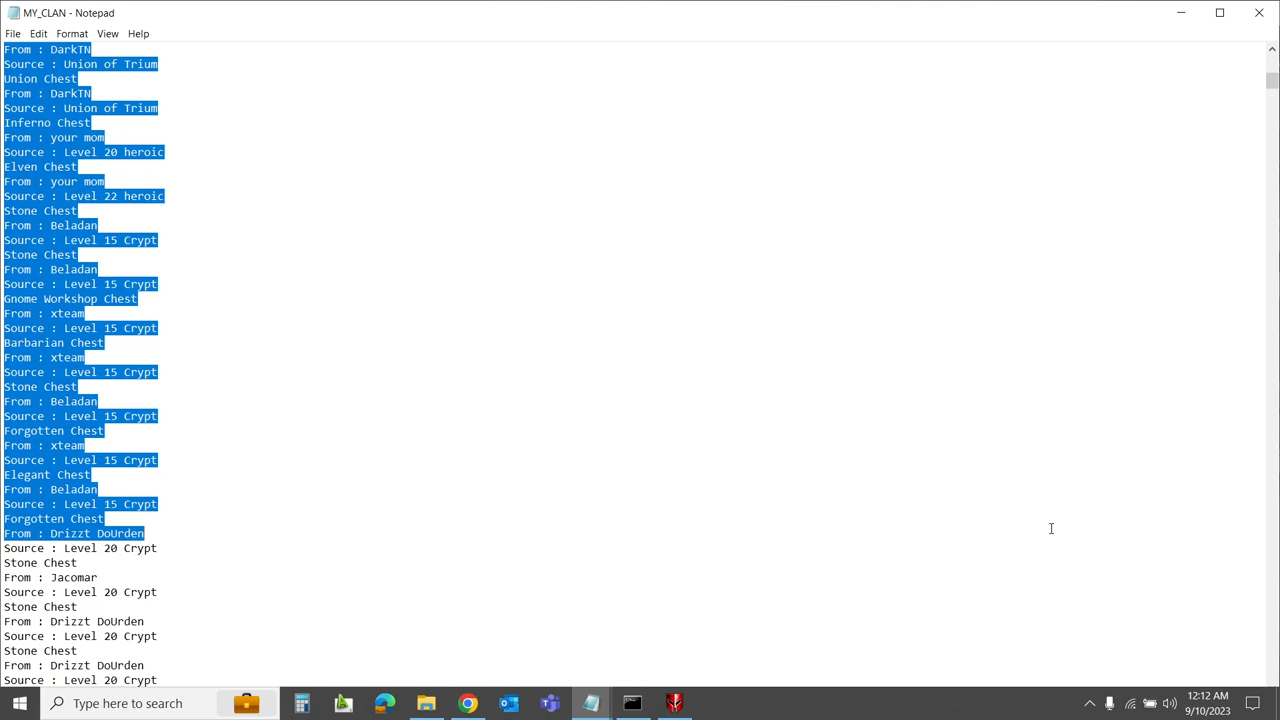 MY_CLAN - Notepad
File Edit Format View Help
From : DarkTN
Source : Union of Trium
Union Chest
From : DarkTN
Source : Union of Trium
Inferno Chest
From : your mom
Source : Level 20 heroic
Elven Chest
From : your mom
Source : Level 22 heroic
Stone Chest
From : Beladan
Source : Level 15 Crypt
Stone Chest
From : Beladan
Source : Level 15 Crypt
Gnome Workshop Chest
From : xteam
Source : Level 15 Crypt
Barbarian Chest
From : xteam
Source : Level 15 Crypt
Stone Chest
From : Beladan
Source : Level 15 Crypt
Forgotten Chest
From : xteam
Source : Level 15 Crypt
Elegant Chest
From : Beladan
Source : Level 15 Crypt
Forgotten Chest
From : Drizzt DoUrden
Source : Level 20 Crypt
Stone Chest
From : Jacomar
Source : Level 20 Crypt
Stone Chest
From : Drizzt DoUrden
Source : Level 20 Crypt
Stone Chest
From : Drizzt DoUrden
Source : Level 20 Crypt
Type here to search
12:12 AM
9/10/2023